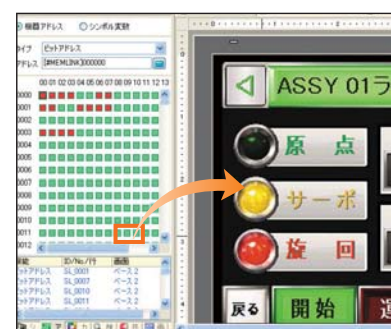 機器アドレス シンボル変数
イプ ビットアドレス
アドレス [#MEMLINK]000000
00 01 02 03 04 05 06 07 08 09 10 11 12 13
0000
0001
0002
0003
0004
0005
0006
0007
0008
0009
0010
0011
0012
機能 ID/No./行 画面
ビットアドレス SL_0001 ベース 2
ビットアドレス SL_0007 ベース 2
ビットアドレス SL_0010 ベース 2
ビットアドレス SL_0011 ベース 2
ASSY 01ラ
原 点
サーボ
旋 回
戻る 開始